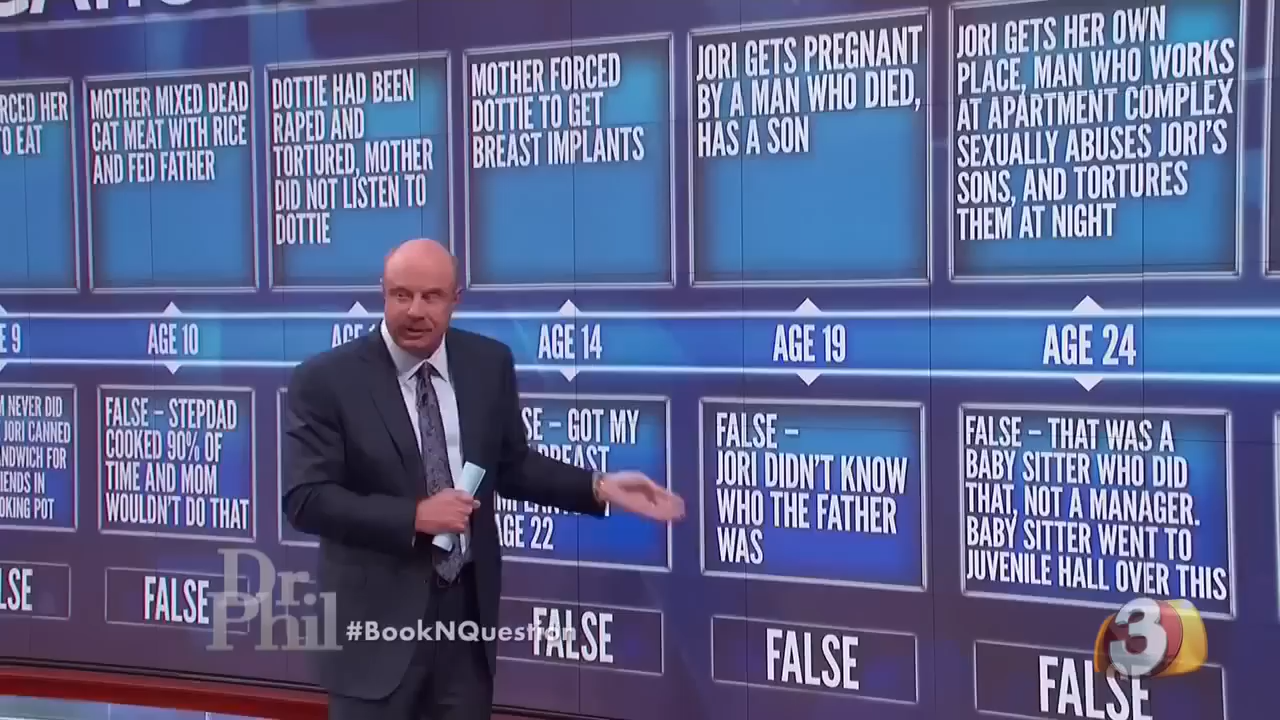 RCED HER
O EAT
MOTHER MIXED DEAD
CAT MEAT WITH RICE
AND FED FATHER
DOTTIE HAD BEEN
RAPED AND
TORTURED, MOTHER
DID NOT LISTEN TO
DOTTIE
MOTHER FORCED
DOTTIE TO GET
BREAST IMPLANTS
JORI GETS PREGNANT
BY A MAN WHO DIED,
HAS A SON
JORI GETS HER OWN
PLACE, MAN WHO WORKS
AT APARTMENT COMPLEX
SEXUALLY ABUSES JORI'S
SONS, AND TORTURES
THEM AT NIGHT
E 9
AGE 10
AGE 14
AGE 19
AGE 24
M NEVER DID
JORI CANNED
NDWICH FOR
IENDS IN
OKING POT
FALSE – STEPDAD
COOKED 90% OF
TIME AND MOM
WOULDN'T DO THAT
SE – GOT MY
BREAST
AGE 22
FALSE –
JORI DIDN'T KNOW
WHO THE FATHER
WAS
FALSE – THAT WAS A
BABY SITTER WHO DID
THAT, NOT A MANAGER.
BABY SITTER WENT TO
JUVENILE HALL OVER THIS
LSE
FALSE
FALSE
FALSE
FALSE
Dr.
Phil
#BookNQuestion
3